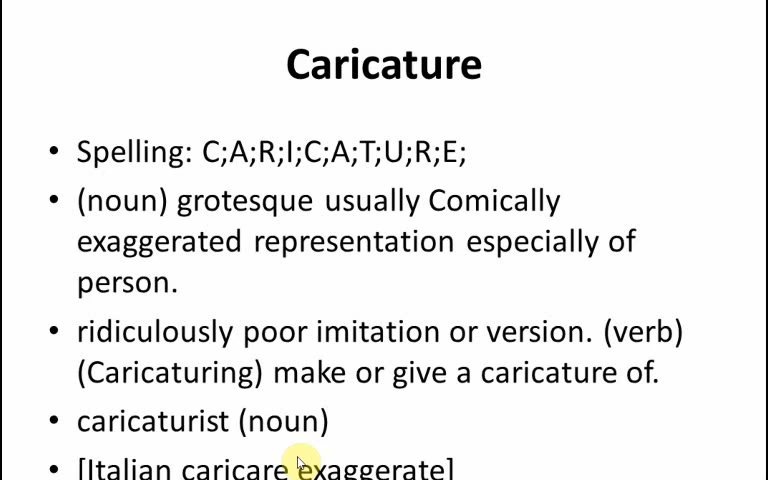 Caricature
• Spelling: C;A;R;I;C;A;T;U;R;E;
• (noun) grotesque usually Comically
exaggerated representation especially of
person.
• ridiculously poor imitation or version. (verb)
(Caricaturing) make or give a caricature of.
• caricaturist (noun)
• [Italian caricare exaggerate]